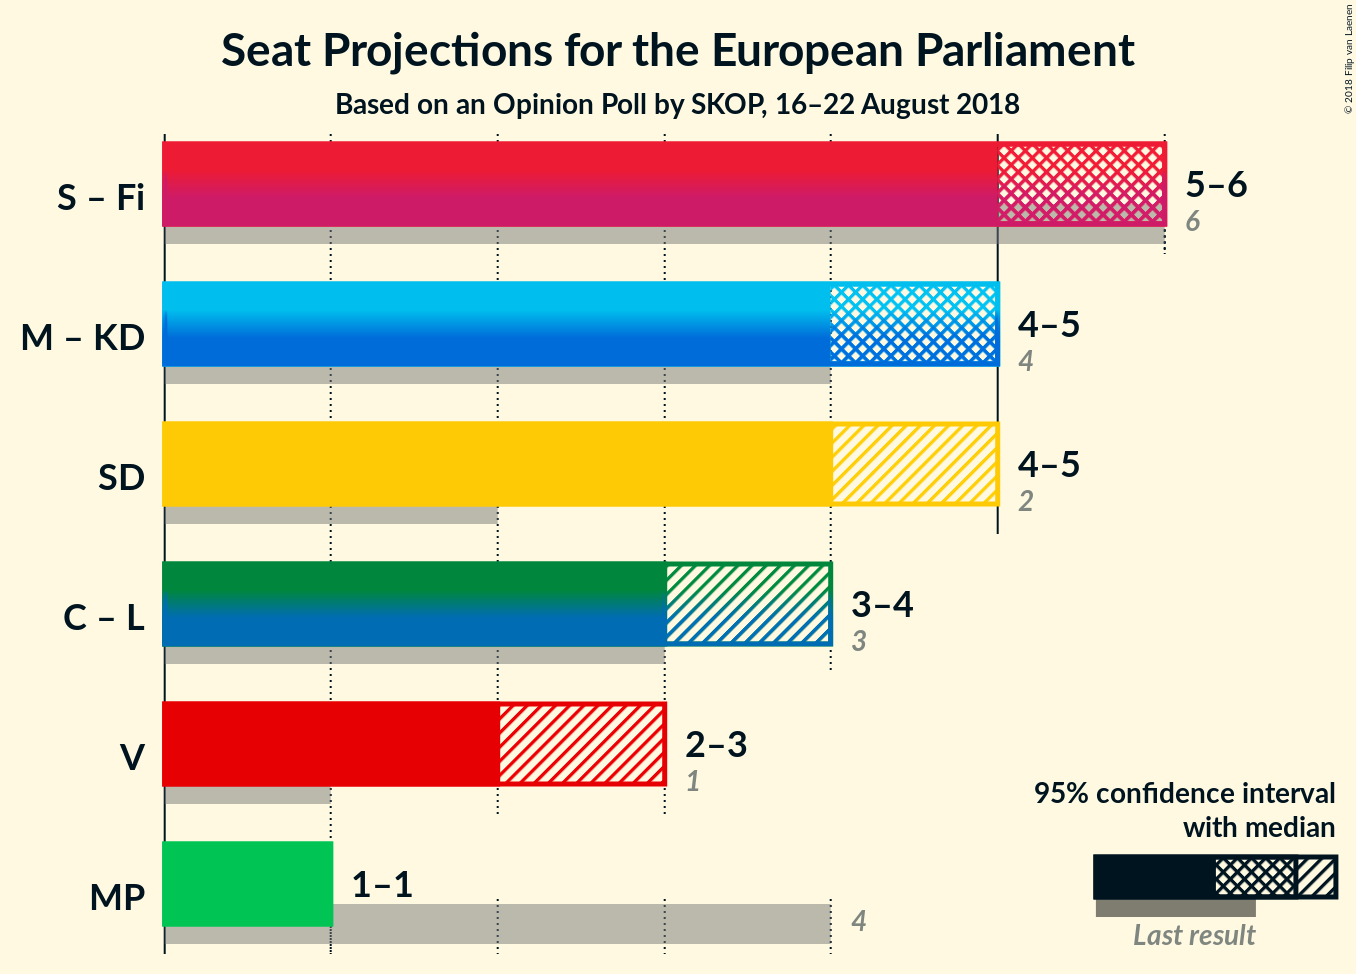 Seat Projections for the European Parliament
Based on an Opinion Poll by SKOP, 16–22 August 2018
© 2018 Filip van Laenen
S – Fi
5–6
6
M – KD
4–5
4
SD
4–5
2
C – L
3–4
3
V
2–3
1
MP
1–1
4
95% confidence interval
with median
Last result